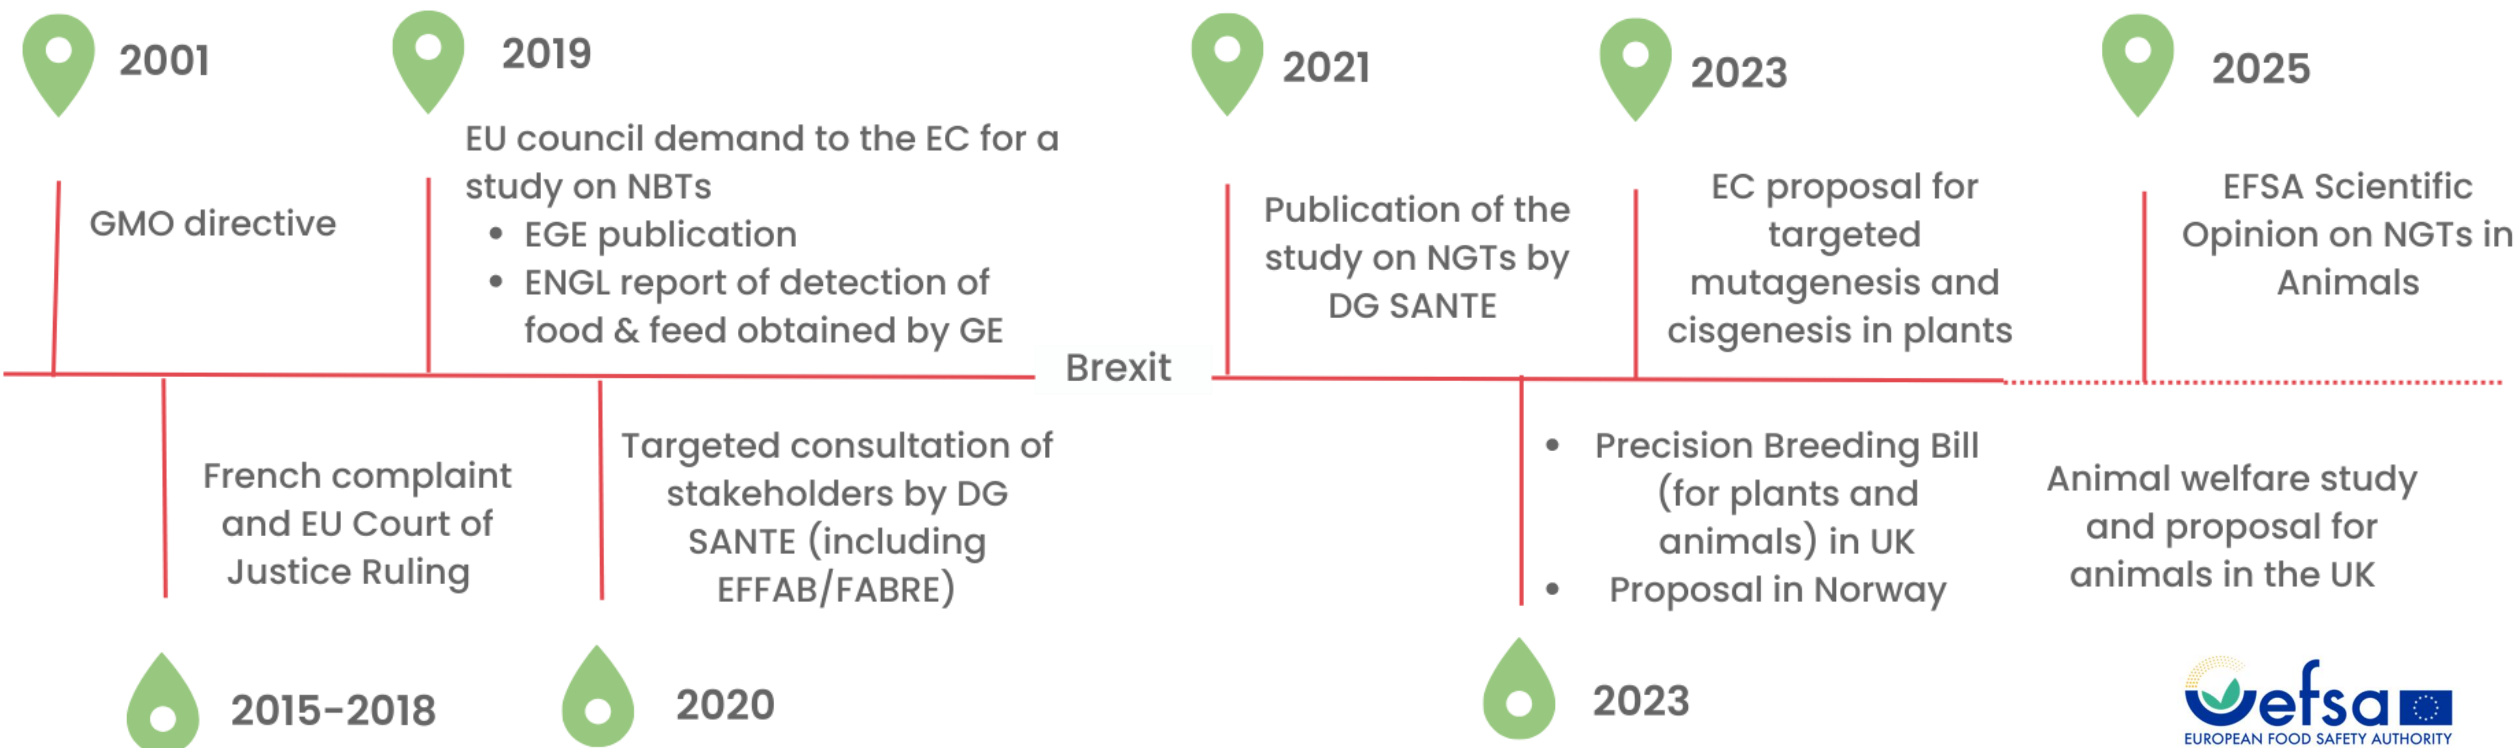 2001
GMO directive
2019
EU council demand to the EC for a
study on NBTs
• EGE publication
• ENGL report of detection of
food & feed obtained by GE
Brexit
2021
Publication of the
study on NGTs by
DG SANTE
2023
EC proposal for
targeted
mutagenesis and
cisgenesis in plants
2025
EFSA Scientific
Opinion on NGTs in
Animals
French complaint
and EU Court of
Justice Ruling
2015-2018
Targeted consultation of
stakeholders by DG
SANTE (including
EFFAB/FABRE)
2020
• Precision Breeding Bill
(for plants and
animals) in UK
• Proposal in Norway
2023
Animal welfare study
and proposal for
animals in the UK
efsa
EUROPEAN FOOD SAFETY AUTHORITY